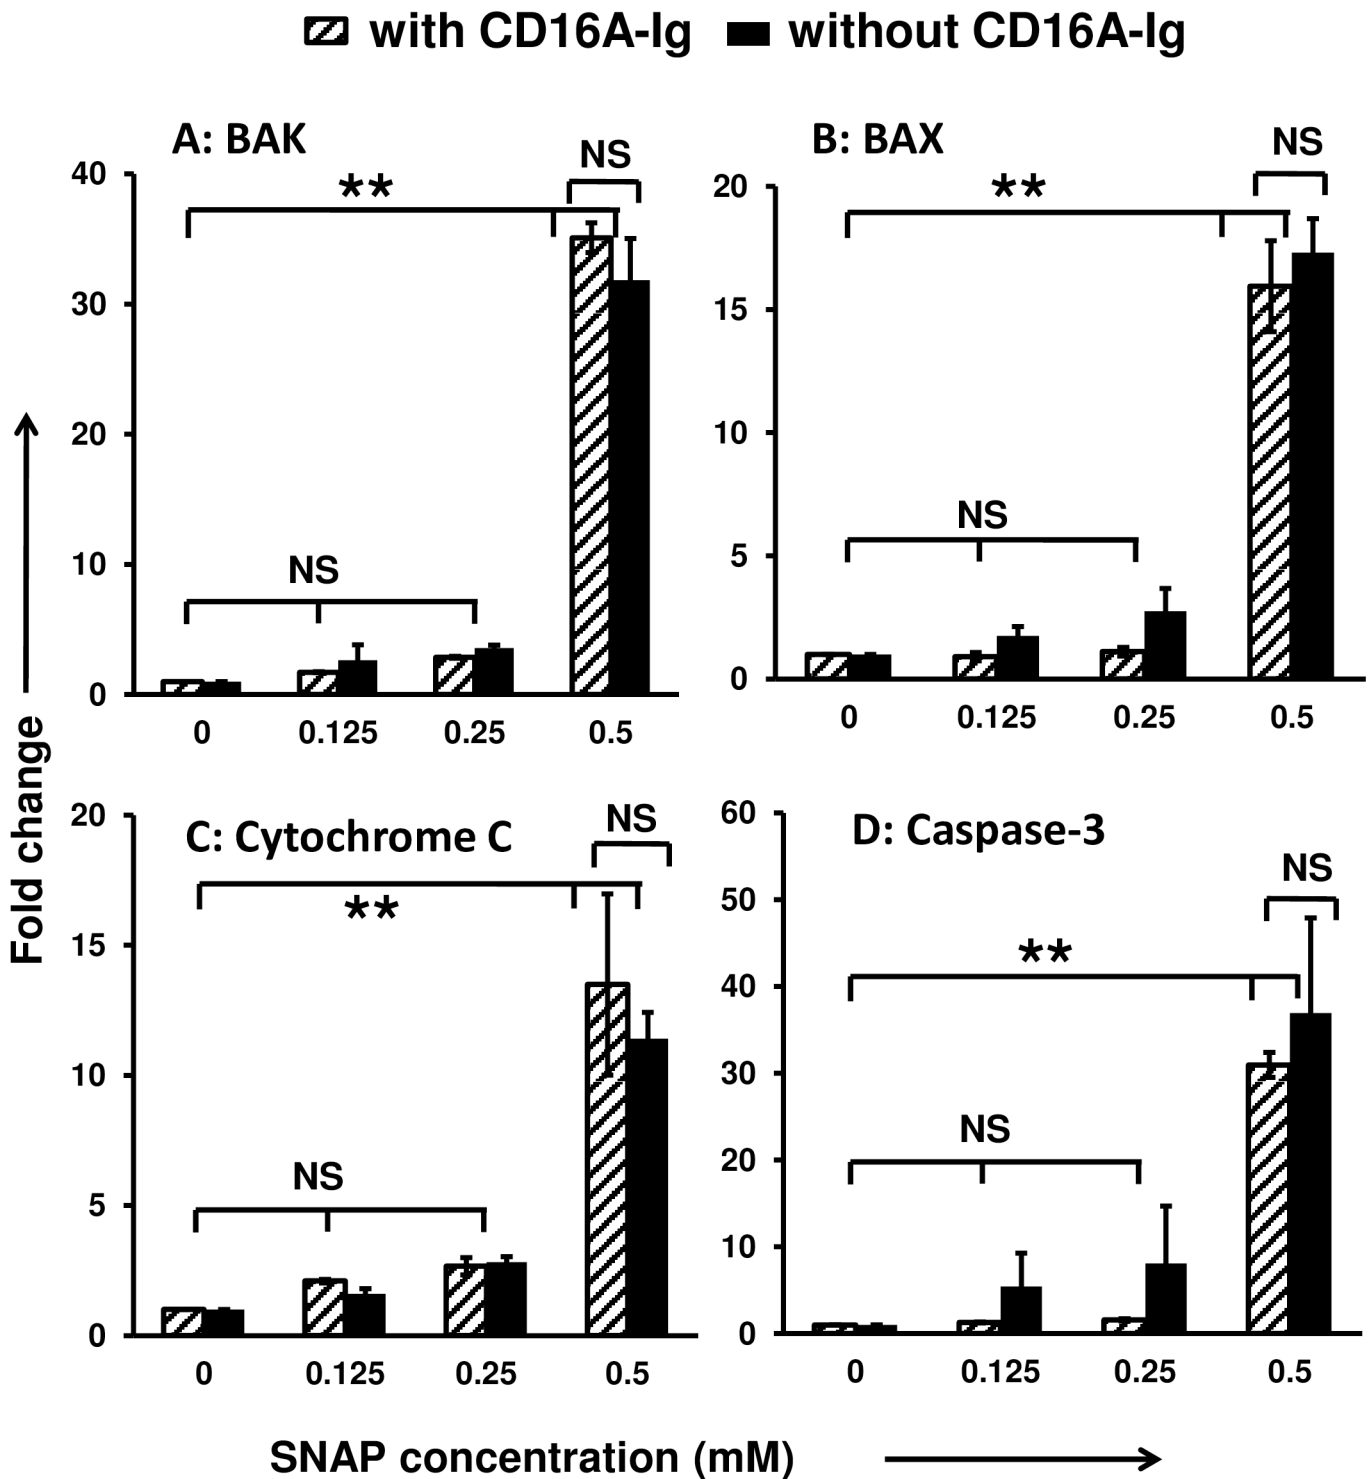 with CD16A-Ig without CD16A-Ig
A: BAK
NS
40
**
30
20
10
NS
0
0 0.125 0.25 0.5
B: BAX
NS
20
**
15
10
NS
5
0
0 0.125 0.25 0.5
Fold change
20
NS
C: Cytochrome C
**
15
10
NS
5
0
0 0.125 0.25 0.5
60
D: Caspase-3
NS
50
**
40
30
NS
20
10
0
0 0.125 0.25 0.5
SNAP concentration (mM)